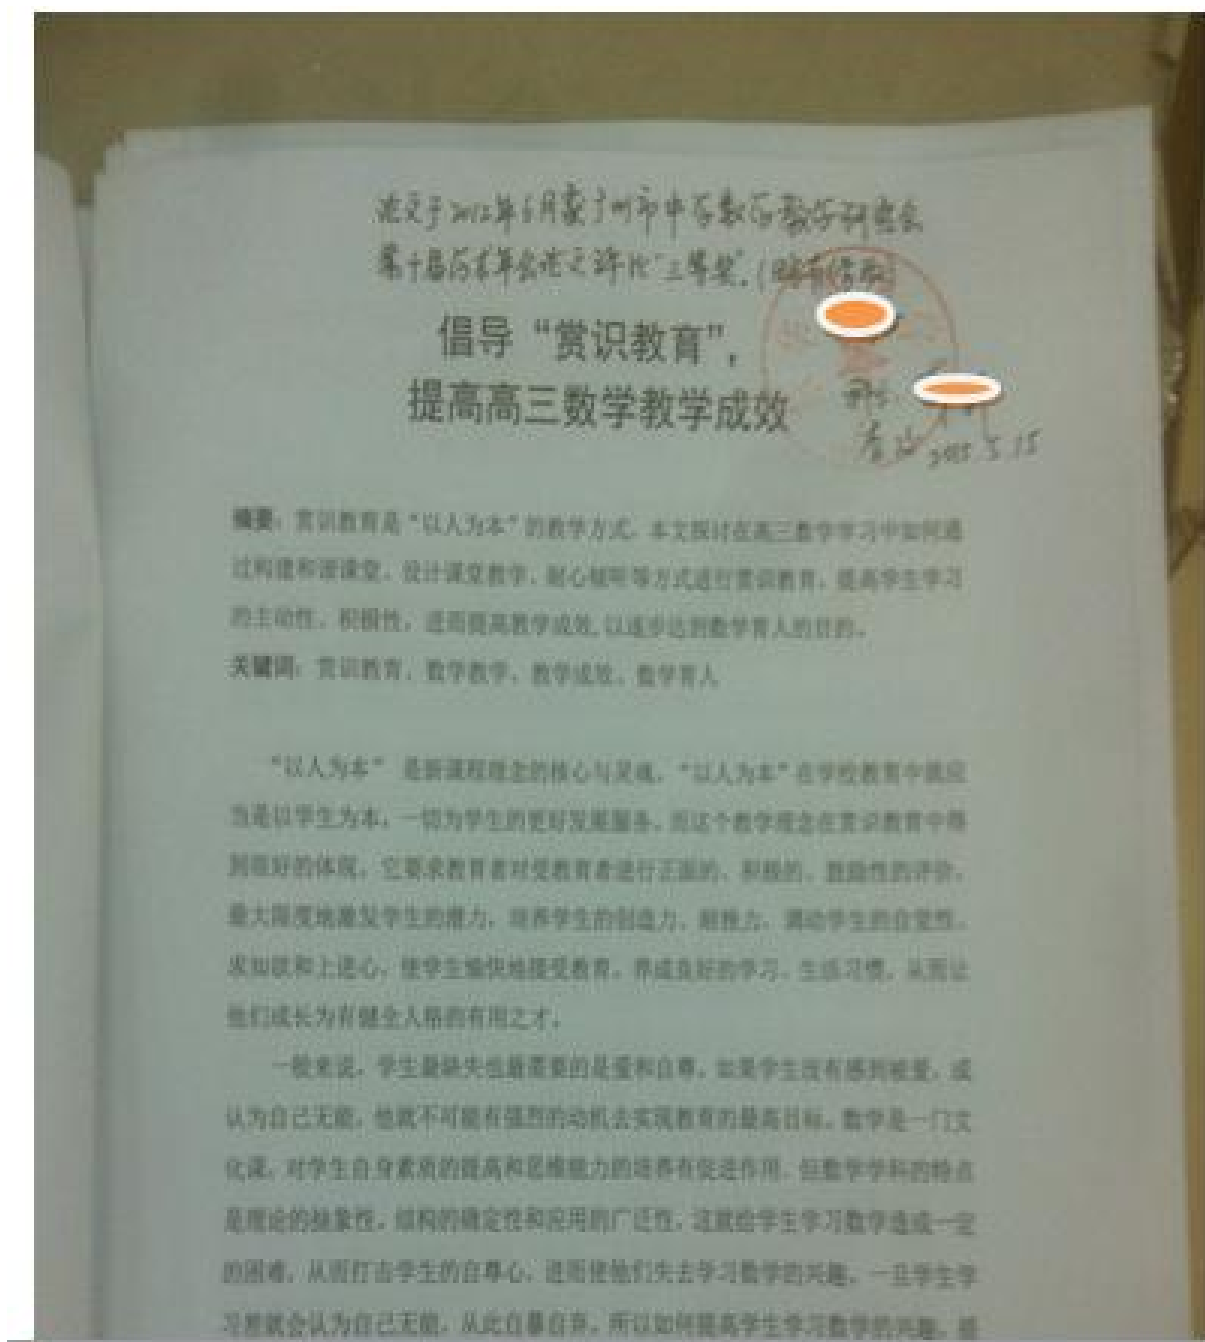 论文于2012年6月获广州市中学数学教学研究会
第十届学术年会论文评比“三等奖”.
倡导“赏识教育”,
提高高三数学教学成效
2015.5.15
摘要：赏识教育是“以人为本”的教学方式，本文探讨在高三数学学习中如何通
过构建和谐课堂、设计课堂教学、耐心倾听等方式进行赏识教育，提高学生学习
的主动性、积极性，进而提高教学成效,以逐步达到数学育人的目的。
关键词：赏识教育、数学教学、教学成效、数学育人
“以人为本” 是新课程理念的核心与灵魂，“以人为本”在学校教育中就应
当是以学生为本，一切为学生的更好发展服务，而这个教学理念在赏识教育中得
到很好的体现，它要求教育者对受教育者进行正面的、积极的、鼓励性的评价，
最大限度地激发学生的潜力，培养学生的创造力、耐挫力，调动学生的自觉性、
求知欲和上进心，使学生愉快地接受教育，养成良好的学习、生活习惯，从而让
他们成长为有健全人格的有用之才。
一般来说，学生最缺失也最需要的是爱和自尊，如果学生没有感到被爱，或
认为自己无能，他就不可能有强烈的动机去实现教育的最高目标。数学是一门文
化课，对学生自身素质的提高和思维能力的培养有促进作用，但数学学科的特点
是理论的抽象性、结构的确定性和应用的广泛性，这就给学生学习数学造成一定
的困难，从而打击学生的自尊心，进而使他们失去学习数学的兴趣，一旦学生学
习差就会认为自己无能，从此自暴自弃。所以如何提高学生学习数学的兴趣，